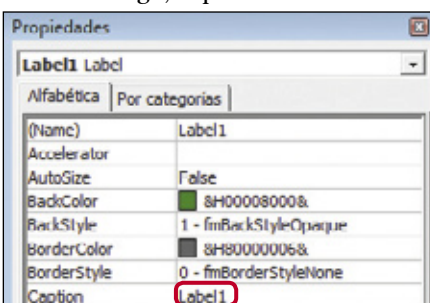 Propiedades
Label1 Label
Alfabética Por categorias
(Name) Label1
Accelerator
AutoSize False
BackColor &H00008000&
BackStyle 1 - fmBackStyleOpaque
BorderColor &H80000006&
BorderStyle 0 - fmBorderStyleNone
Caption Label1